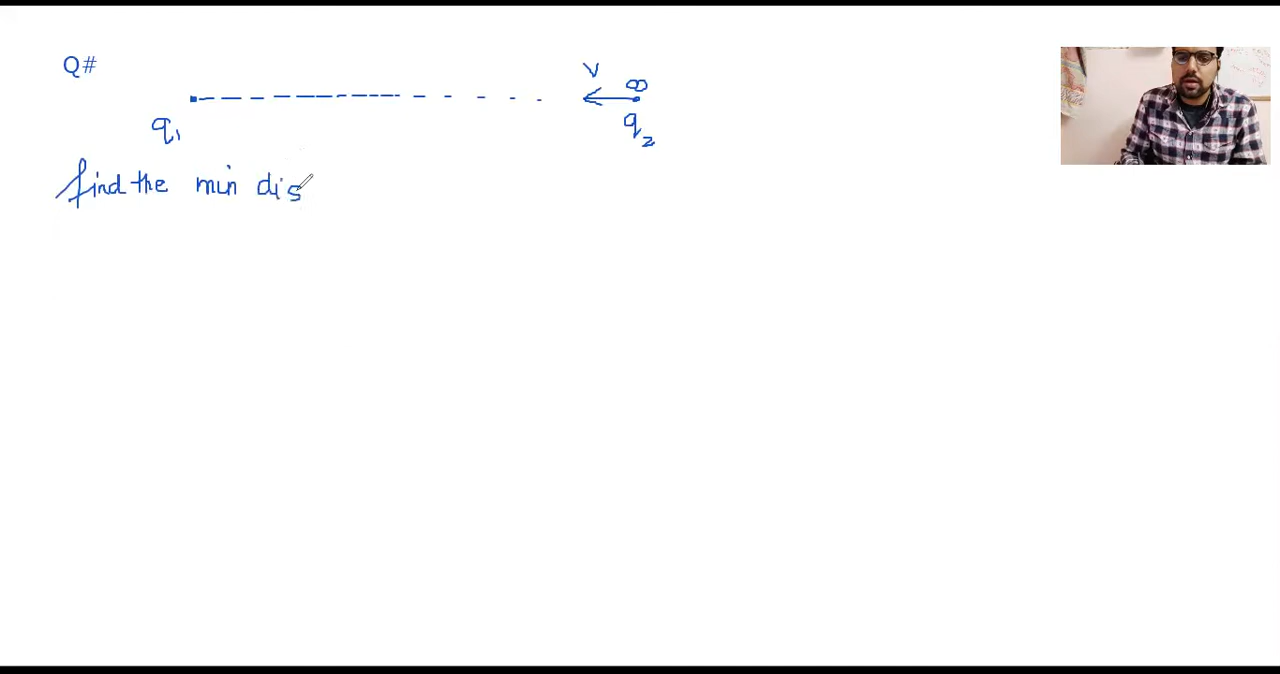 Q#
V
∞
q₁
q₂
find the min dis